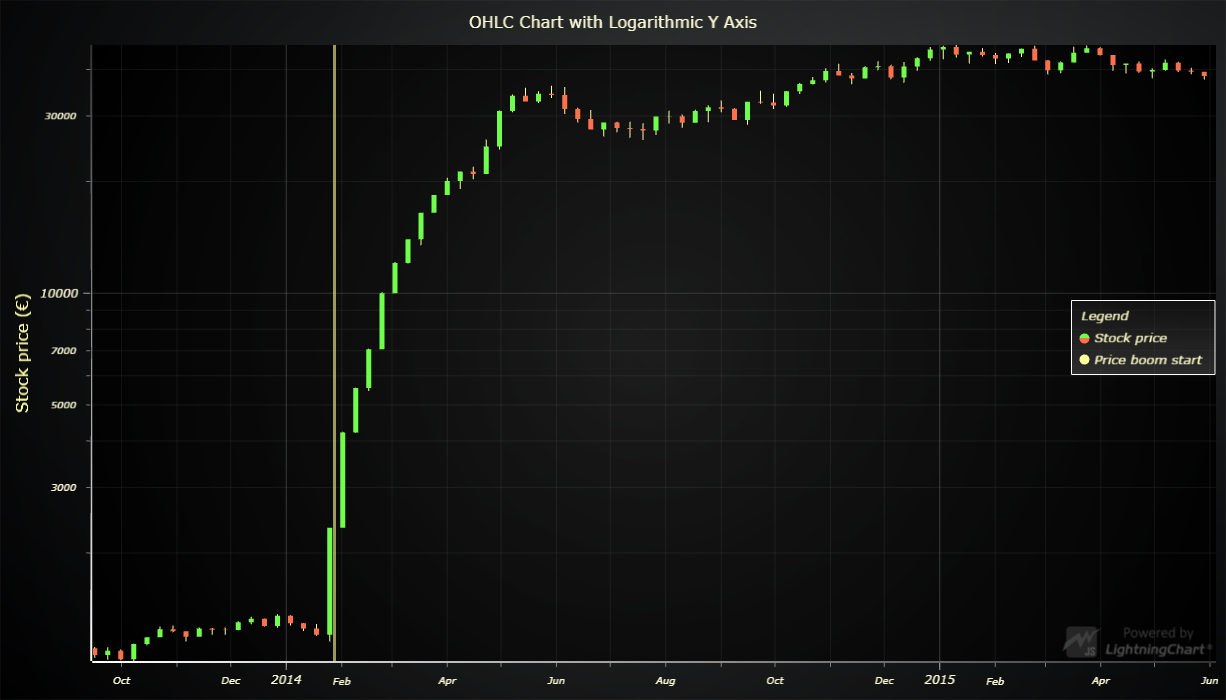 OHLC Chart with Logarithmic Y Axis
Stock price (€)
30000
10000
7000
5000
3000
Legend
Stock price
Price boom start
Powered by
LightningChart®
JS
Oct Dec 2014 Feb Apr Jun Aug Oct Dec 2015 Feb Apr Jun